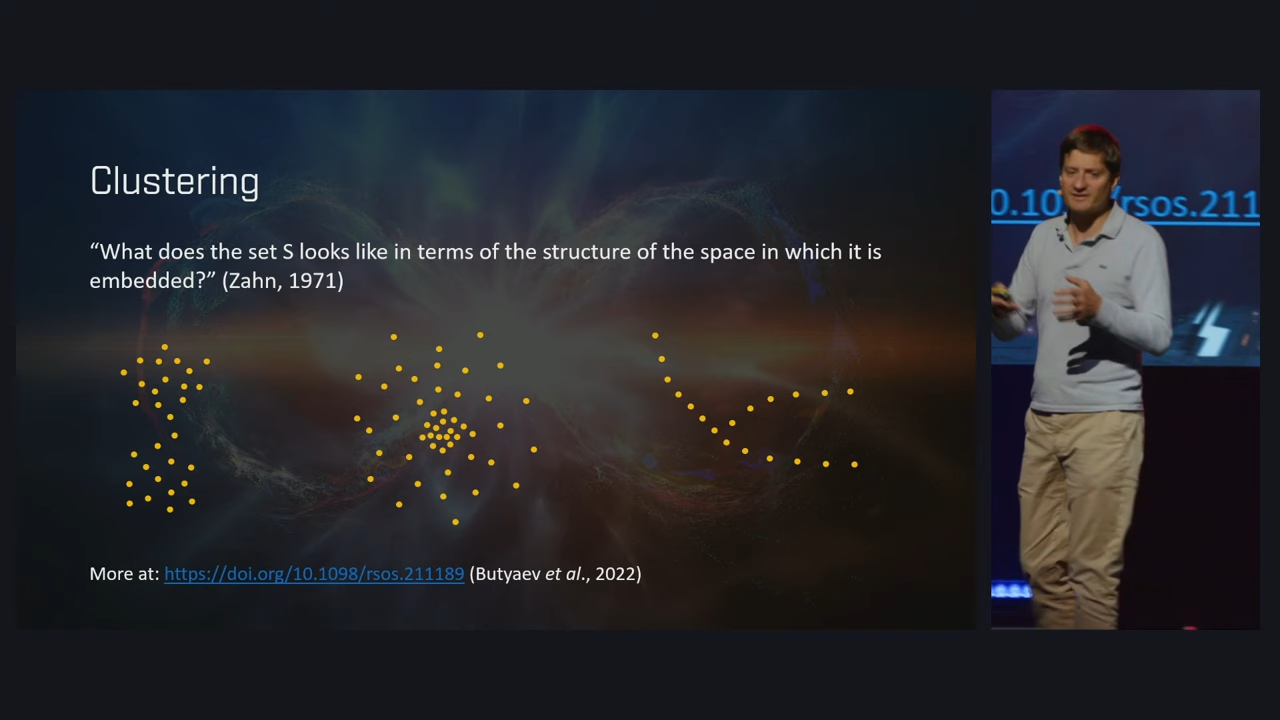 Clustering
“What does the set S looks like in terms of the structure of the space in which it is
embedded?” (Zahn, 1971)
More at: https://doi.org/10.1098/rsos.211189 (Butyaev et al., 2022)
0.10 /rsos.211